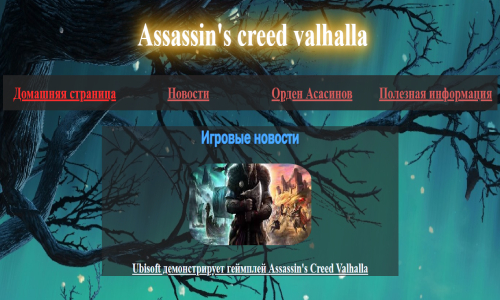 Assassin's creed valhalla
Домашняя страница Новости Орден Асасинов Полезная информация
Игровые новости
Ubisoft демонстрирует геймплей Assassin's Creed Valhalla